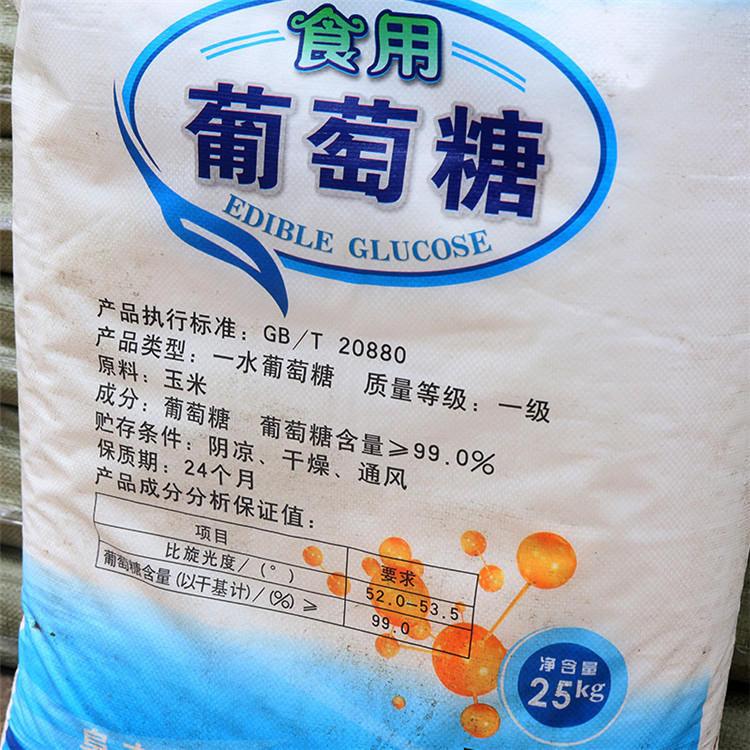 食用
葡萄糖
EDIBLE GLUCOSE
产品执行标准：GB/T 20880
产品类型：一水葡萄糖 质量等级：一级
原料：玉米
成分：葡萄糖 葡萄糖含量≥99.0%
贮存条件：阴凉、干燥、通风
保质期：24个月
产品成分分析保证值：
项目 要求
比旋光度/（°） 52.0-53.5
葡萄糖含量(以干基计)/(%)≥ 99.0
净含量
25kg